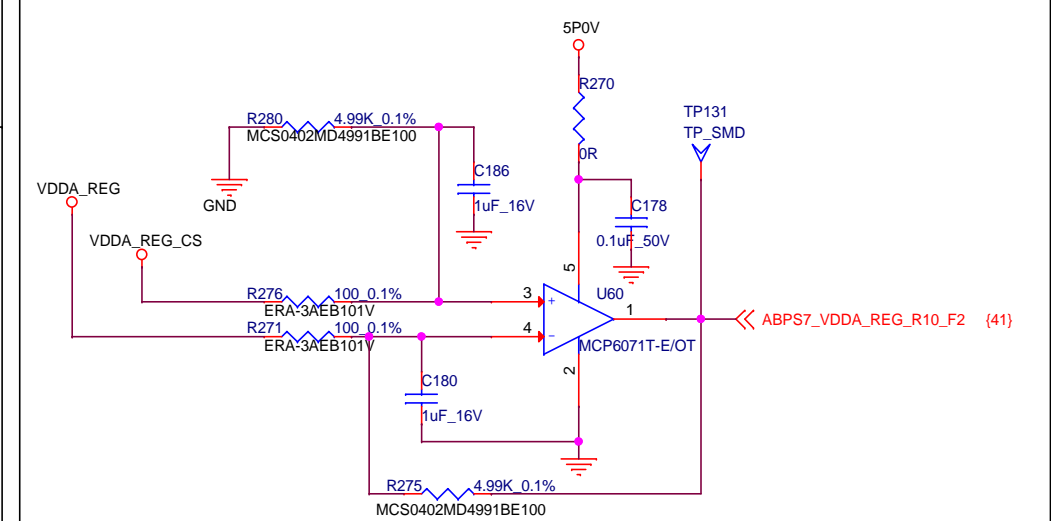 5P0V
R270
0R
TP131
TP_SMD
R280 4.99K_0.1%
MCS0402MD4991BE100
C186
1uF_16V
GND
VDDA_REG
C178
0.1uF_50V
VDDA_REG_CS
5
R276 100_0.1%
ERA-3AEB101V
3
+
U60
1
ABPS7_VDDA_REG_R10_F2 {41}
R271 100_0.1%
ERA-3AEB101V
4
-
MCP6071T-E/OT
2
C180
1uF_16V
R275 4.99K_0.1%
MCS0402MD4991BE100